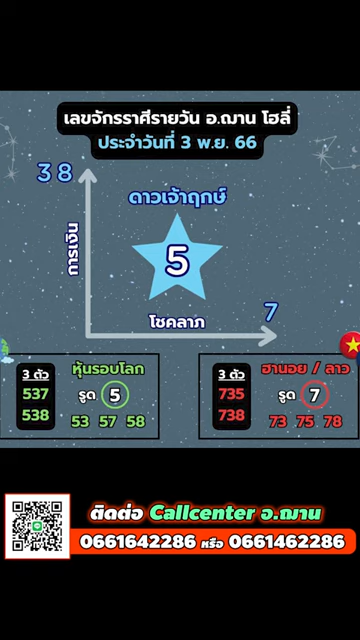 เลขจักรราศีรายวัน อ.ฌาน โฮลี่
ประจำวันที่ 3 พ.ย. 66
3 8
ดาวเจ้าฤกษ์
การเงิน
5
7
โชคลาภ
3 ตัว
537
538
หุ้นรอบโลก
รูด 5
53 57 58
3 ตัว
735
738
ฮานอย / ลาว
รูด 7
73 75 78
ติดต่อ Callcenter อ.ฌาน
0661642286 หรือ 0661462286